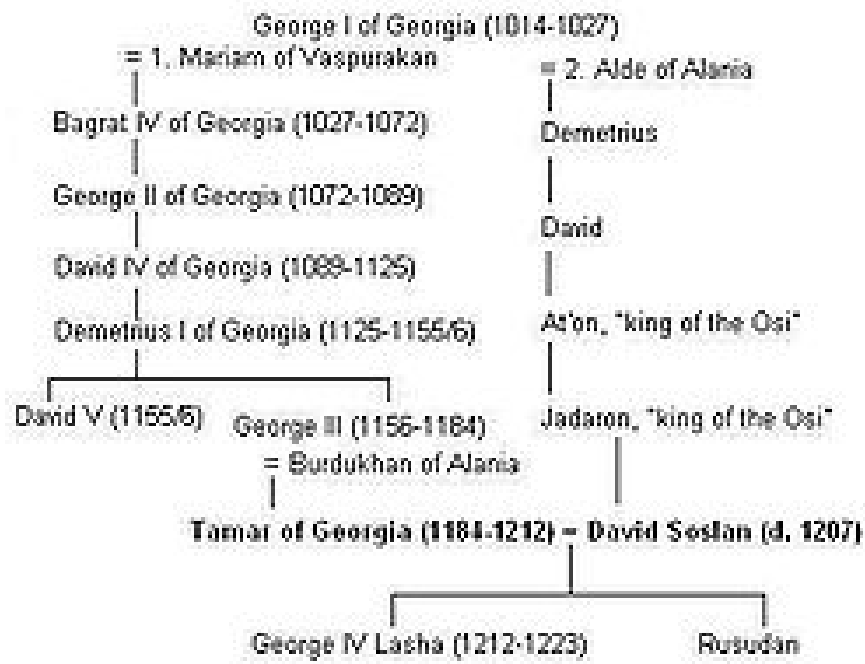 George I of Georgia (1014-1027)
= 1. Mariam of Vaspurakan
= 2. Alde of Alania
Bagrat IV of Georgia (1027-1072)
Demetrius
George II of Georgia (1072-1089)
David
David IV of Georgia (1089-1125)
Demetrius I of Georgia (1125-1155/6)
At'on, "king of the Osi"
David V (1155/6)
George III (1156-1184)
Jadaron, "king of the Osi"
= Burdukhan of Alania
Tamar of Georgia (1184-1212) = David Soslan (d. 1207)
George IV Lasha (1212-1223)
Rusudan